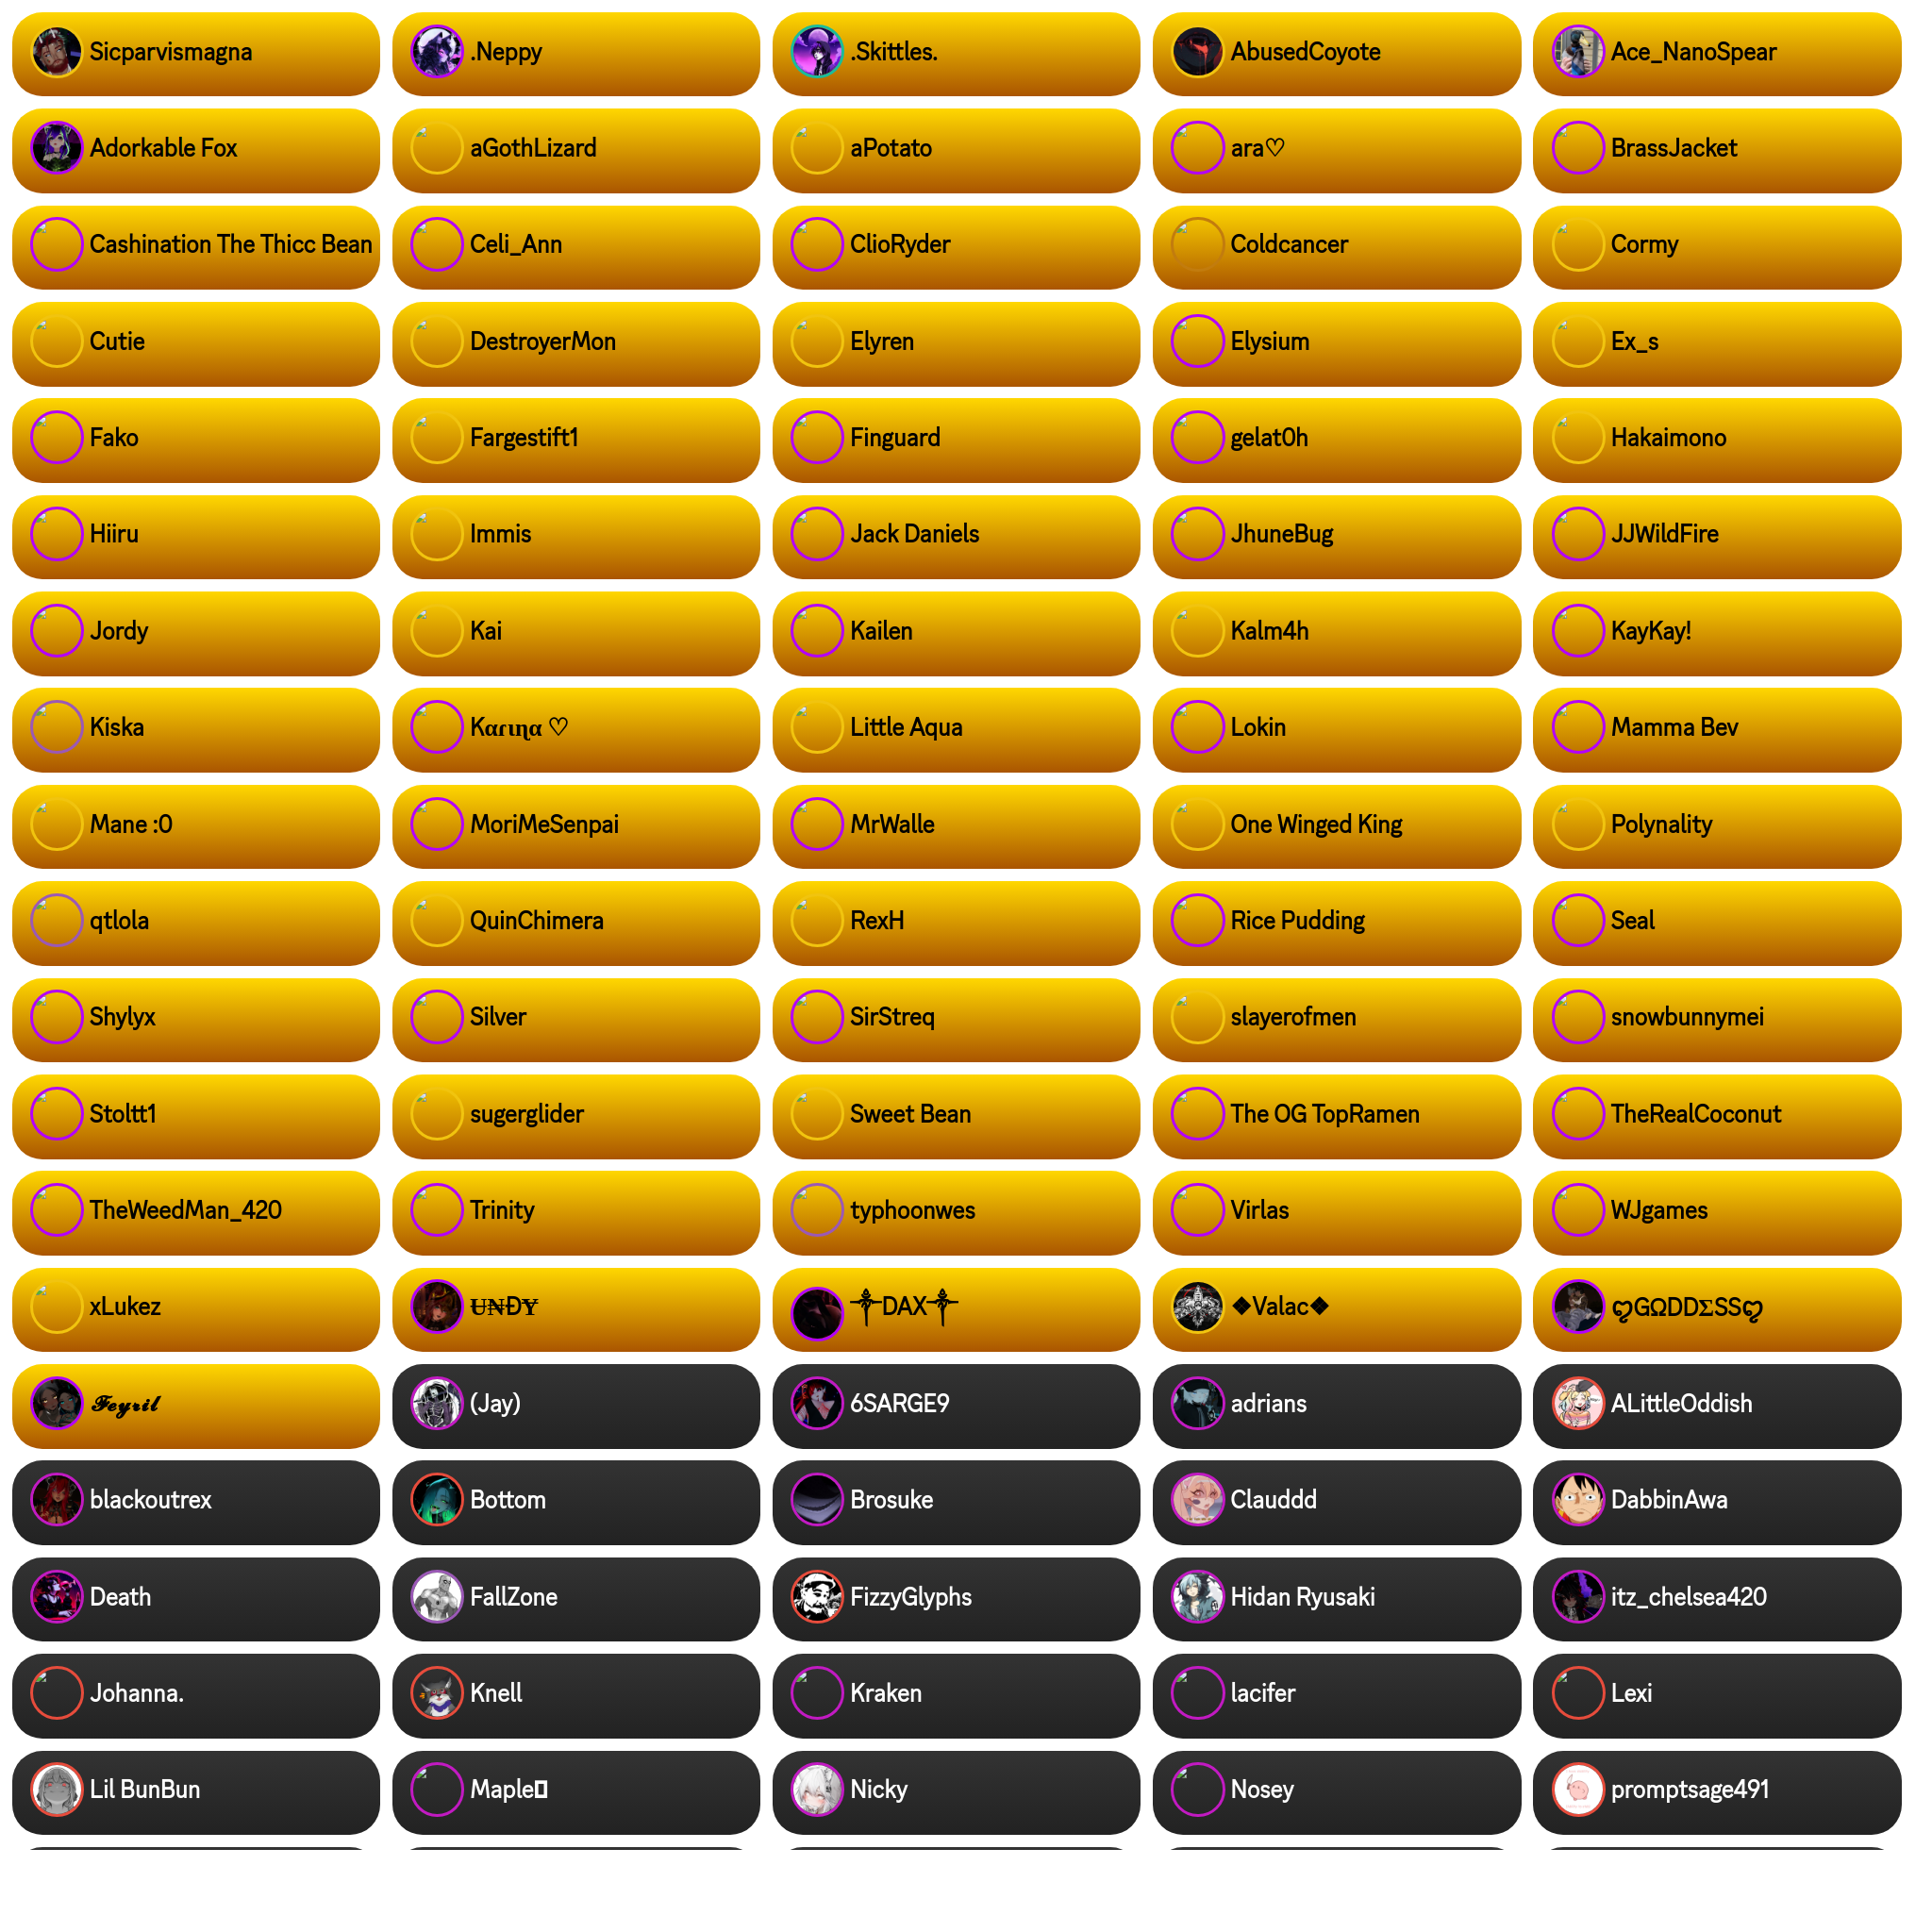 Sicparvismagna
.Neppy
.Skittles.
AbusedCoyote
Ace_NanoSpear
Adorkable Fox
aGothLizard
aPotato
ara♡
BrassJacket
Cashination The Thicc Bean
Celi_Ann
ClioRyder
Coldcancer
Cormy
Cutie
DestroyerMon
Elyren
Elysium
Ex_s
Fako
Fargestift1
Finguard
gelat0h
Hakaimono
Hiiru
Immis
Jack Daniels
JhuneBug
JJWildFire
Jordy
Kai
Kailen
Kalm4h
KayKay!
Kiska
Kαɾιɳα ♡
Little Aqua
Lokin
Mamma Bev
Mane :0
MoriMeSenpai
MrWalle
One Winged King
Polynality
qtlola
QuinChimera
RexH
Rice Pudding
Seal
Shylyx
Silver
SirStreq
slayerofmen
snowbunnymei
Stoltt1
sugerglider
Sweet Bean
The OG TopRamen
TheRealCoconut
TheWeedMan_420
Trinity
typhoonwes
Virlas
WJgames
xLukez
U̶N̶ĐY̶
༒DAX༒
❖Valac❖
ღGΩDDΣSSღ
𝓕𝓮𝔂𝓻𝓲𝓵
(Jay)
6SARGE9
adrians
ALittleOddish
blackoutrex
Bottom
Brosuke
Clauddd
DabbinAwa
Death
FallZone
FizzyGlyphs
Hidan Ryusaki
itz_chelsea420
Johanna.
Knell
Kraken
lacifer
Lexi
Lil BunBun
Maple
Nicky
Nosey
promptsage491